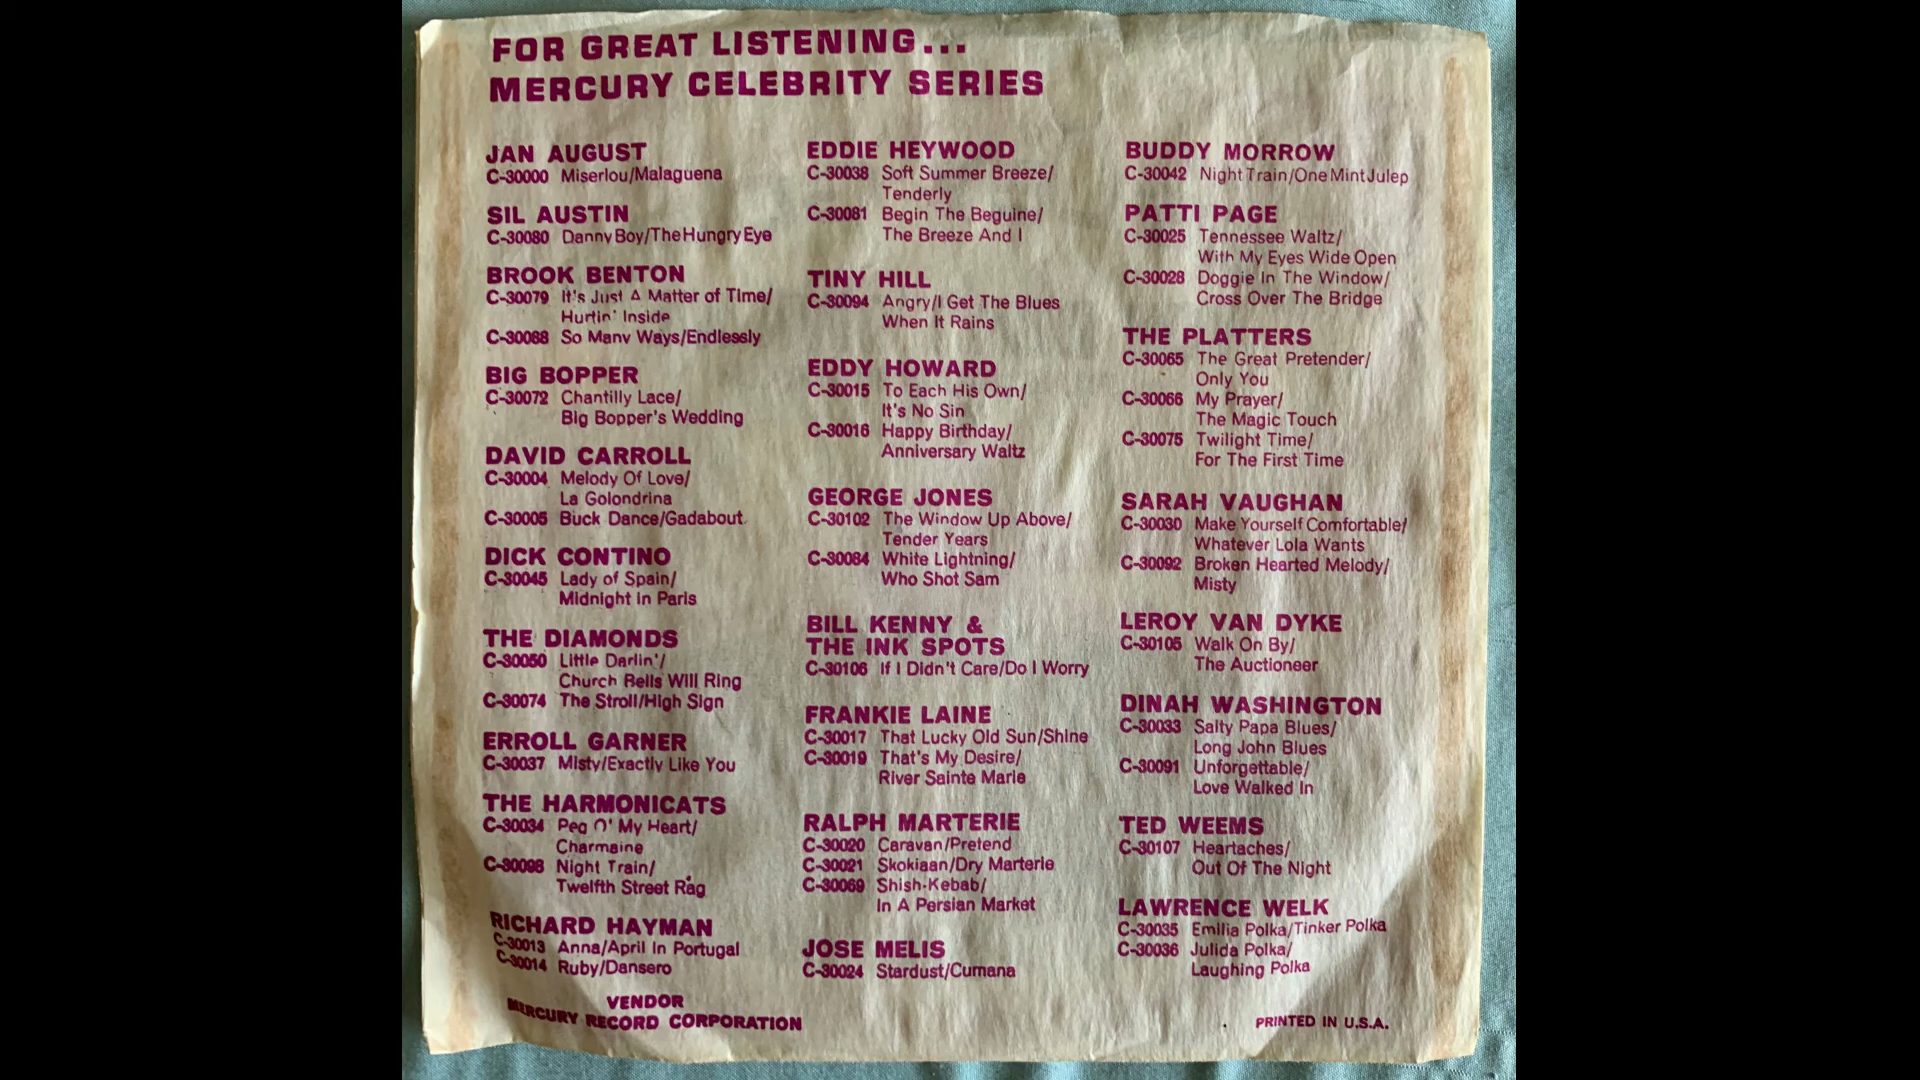 FOR GREAT LISTENING...
MERCURY CELEBRITY SERIES
JAN AUGUST
C-30000 Miserlou/Malaguena
SIL AUSTIN
C-30080 Danny Boy/The Hungry Eye
BROOK BENTON
C-30079 It's Just A Matter of Time/
Hurtin' Inside
C-30088 So Many Ways/Endlessly
BIG BOPPER
C-30072 Chantilly Lace/
Big Bopper's Wedding
DAVID CARROLL
C-30004 Melody Of Love/
La Golondrina
C-30005 Buck Dance/Gadabout
DICK CONTINO
C-30045 Lady of Spain/
Midnight In Paris
THE DIAMONDS
C-30050 Little Darlin'/
Church Bells Will Ring
C-30074 The Stroll/High Sign
ERROLL GARNER
C-30037 Misty/Exactly Like You
THE HARMONICATS
C-30034 Peg O' My Heart/
Charmaine
C-30098 Night Train/
Twelfth Street Rag
RICHARD HAYMAN
C-30013 Anna/April In Portugal
C-30014 Ruby/Dansero
VENDOR
MERCURY RECORD CORPORATION
EDDIE HEYWOOD
C-30038 Soft Summer Breeze/
Tenderly
C-30081 Begin The Beguine/
The Breeze And I
TINY HILL
C-30094 Angry/I Get The Blues
When It Rains
EDDY HOWARD
C-30015 To Each His Own/
It's No Sin
C-30016 Happy Birthday/
Anniversary Waltz
GEORGE JONES
C-30102 The Window Up Above/
Tender Years
C-30084 White Lightning/
Who Shot Sam
BILL KENNY &
THE INK SPOTS
C-30106 If I Didn't Care/Do I Worry
FRANKIE LAINE
C-30017 That Lucky Old Sun/Shine
C-30019 That's My Desire/
River Sainte Marie
RALPH MARTERIE
C-30020 Caravan/Pretend
C-30021 Skokiaan/Dry Marterie
C-30069 Shish-Kebab/
In A Persian Market
JOSE MELIS
C-30024 Stardust/Cumana
BUDDY MORROW
C-30042 Night Train/One Mint Julep
PATTI PAGE
C-30025 Tennessee Waltz/
With My Eyes Wide Open
C-30028 Doggie In The Window/
Cross Over The Bridge
THE PLATTERS
C-30065 The Great Pretender/
Only You
C-30066 My Prayer/
The Magic Touch
C-30075 Twilight Time/
For The First Time
SARAH VAUGHAN
C-30030 Make Yourself Comfortable/
Whatever Lola Wants
C-30092 Broken Hearted Melody/
Misty
LEROY VAN DYKE
C-30105 Walk On By/
The Auctioneer
DINAH WASHINGTON
C-30033 Salty Papa Blues/
Long John Blues
C-30091 Unforgettable/
Love Walked In
TED WEEMS
C-30107 Heartaches/
Out Of The Night
LAWRENCE WELK
C-30035 Emilia Polka/Tinker Polka
C-30036 Julida Polka/
Laughing Polka
PRINTED IN U.S.A.